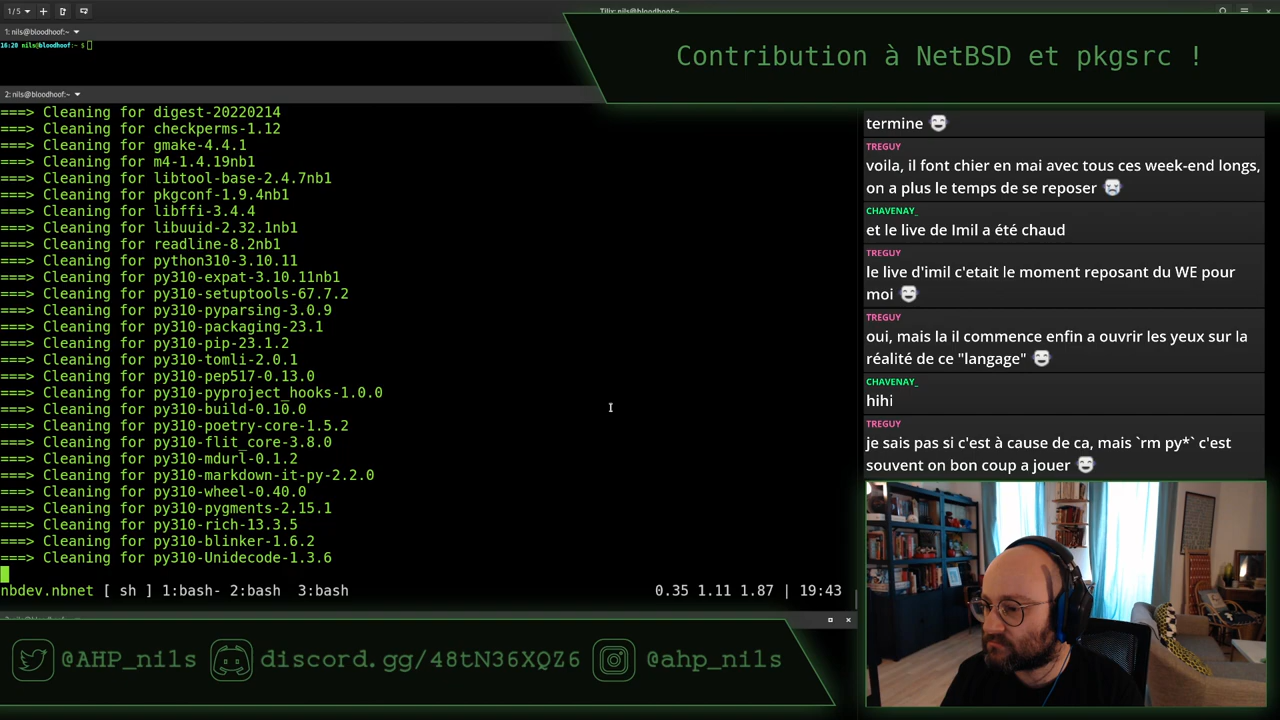 1/5
Tilix: nils@bloodhoof:~
1: nils@bloodhoof:~
16:20 nils@bloodhoof:~ $
Contribution à NetBSD et pkgsrc !
2: nils@bloodhoof:~
===> Cleaning for digest-20220214
===> Cleaning for checkperms-1.12
===> Cleaning for gmake-4.4.1
===> Cleaning for m4-1.4.19nb1
===> Cleaning for libtool-base-2.4.7nb1
===> Cleaning for pkgconf-1.9.4nb1
===> Cleaning for libffi-3.4.4
===> Cleaning for libuuid-2.32.1nb1
===> Cleaning for readline-8.2nb1
===> Cleaning for python310-3.10.11
===> Cleaning for py310-expat-3.10.11nb1
===> Cleaning for py310-setuptools-67.7.2
===> Cleaning for py310-pyparsing-3.0.9
===> Cleaning for py310-packaging-23.1
===> Cleaning for py310-pip-23.1.2
===> Cleaning for py310-tomli-2.0.1
===> Cleaning for py310-pep517-0.13.0
===> Cleaning for py310-pyproject_hooks-1.0.0
===> Cleaning for py310-build-0.10.0
===> Cleaning for py310-poetry-core-1.5.2
===> Cleaning for py310-flit_core-3.8.0
===> Cleaning for py310-mdurl-0.1.2
===> Cleaning for py310-markdown-it-py-2.2.0
===> Cleaning for py310-wheel-0.40.0
===> Cleaning for py310-pygments-2.15.1
===> Cleaning for py310-rich-13.3.5
===> Cleaning for py310-blinker-1.6.2
===> Cleaning for py310-Unidecode-1.3.6
nbdev.nbnet [ sh ] 1:bash- 2:bash  3:bash 0.35 1.11 1.87 | 19:43
termine
TREGUY
voila, il font chier en mai avec tous ces week-end longs,
on a plus le temps de se reposer
CHAVENAY_
et le live de Imil a été chaud
TREGUY
le live d'imil c'etait le moment reposant du WE pour
moi
TREGUY
oui, mais la il commence enfin a ouvrir les yeux sur la
réalité de ce "langage"
CHAVENAY_
hihi
TREGUY
je sais pas si c'est à cause de ca, mais `rm py*` c'est
souvent on bon coup a jouer
@AHP_nils discord.gg/48tN36XQZ6 @ahp_nils